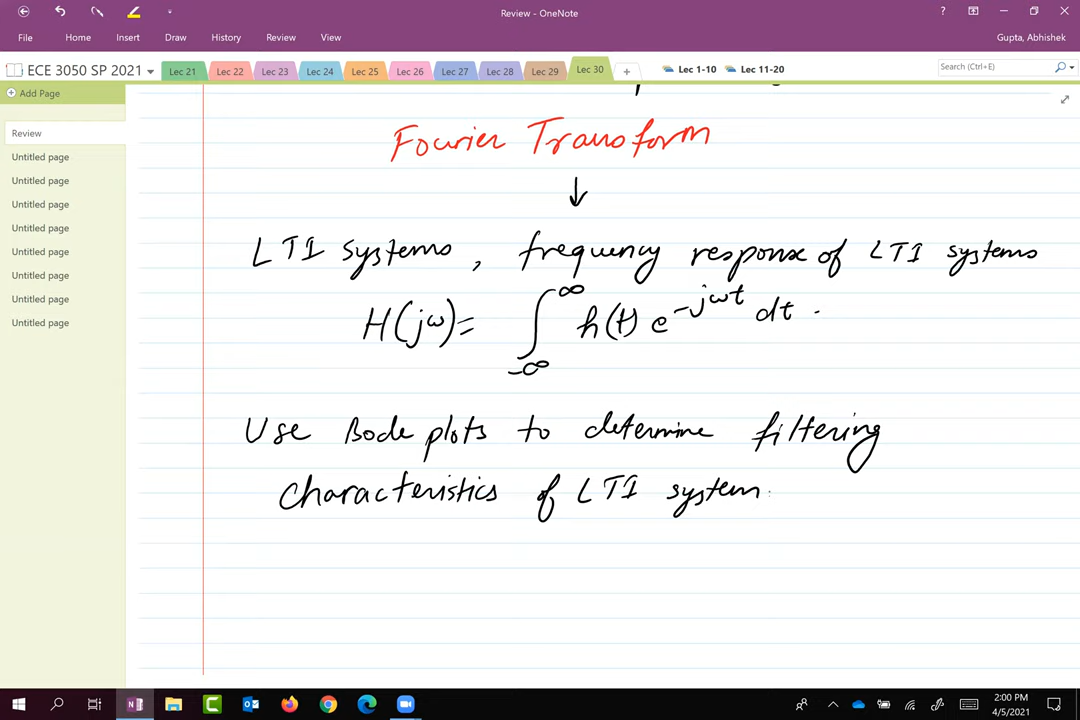 Review - OneNote
?
File Home Insert Draw History Review View
Gupta, Abhishek
ECE 3050 SP 2021
Lec 21 Lec 22 Lec 23 Lec 24 Lec 25 Lec 26 Lec 27 Lec 28 Lec 29 Lec 30 + Lec 1-10 Lec 11-20
Search (Ctrl+E)
Add Page
Review
Untitled page
Untitled page
Untitled page
Untitled page
Untitled page
Untitled page
Untitled page
Untitled page
Fourier Transform
↓
LTI systems, frequency response of LTI systems
H(jω) = ∫_{-∞}^{∞} h(t) e^{-jωt} dt.
Use Bode plots to determine filtering
characteristics of LTI system.
2:00 PM
4/5/2021